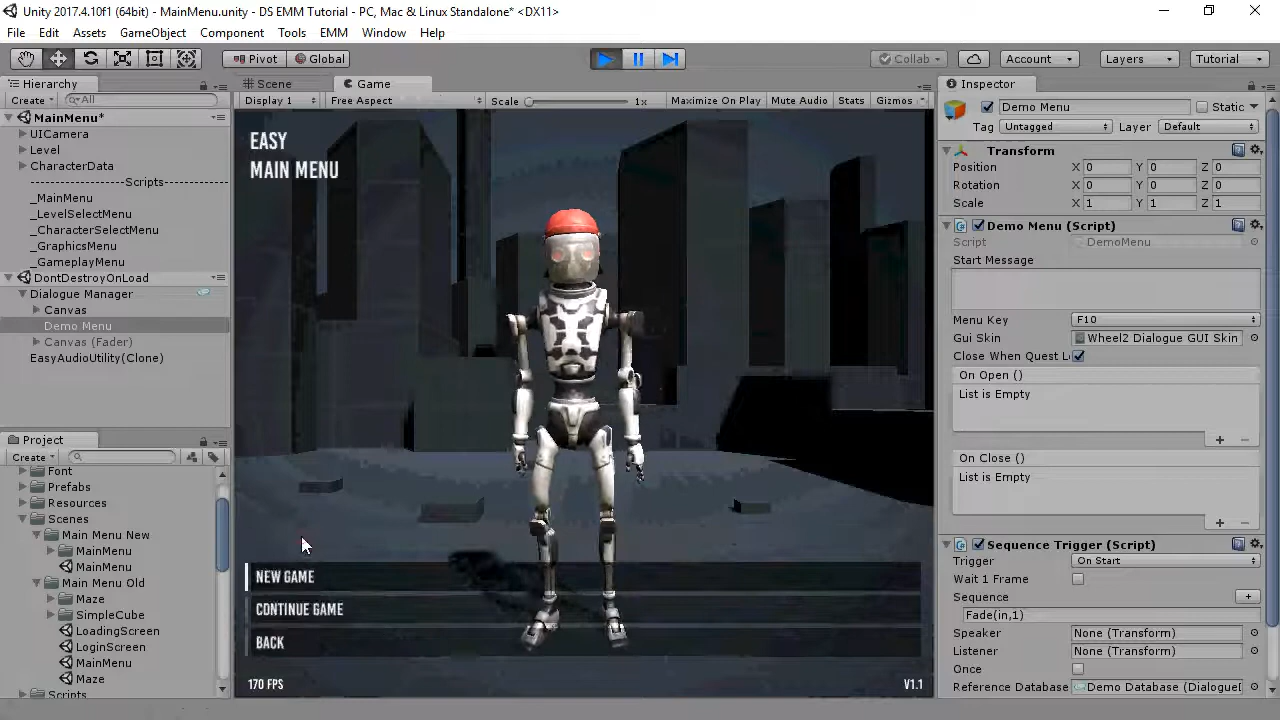 Unity 2017.4.10f1 (64bit) - MainMenu.unity - DS EMM Tutorial - PC, Mac & Linux Standalone* <DX11>
File Edit Assets GameObject Component Tools EMM Window Help
Pivot Global Collab Account Layers Tutorial
Hierarchy
Create All
MainMenu*
UICamera
Level
CharacterData
------------------Scripts---------------
_MainMenu
_LevelSelectMenu
_CharacterSelectMenu
_GraphicsMenu
_GameplayMenu
DontDestroyOnLoad
Dialogue Manager
Canvas
Demo Menu
Canvas (Fader)
EasyAudioUtility(Clone)
Project
Create
Font
Prefabs
Resources
Scenes
Main Menu New
MainMenu
MainMenu
Main Menu Old
Maze
SimpleCube
LoadingScreen
LoginScreen
MainMenu
Maze
Scripts
Scene Game
Display 1 Free Aspect Scale 1x Maximize On Play Mute Audio Stats Gizmos
EASY
MAIN MENU
NEW GAME
CONTINUE GAME
BACK
170 FPS V1.1
Inspector
Demo Menu Static
Tag Untagged Layer Default
Transform
Position X 0 Y 0 Z 0
Rotation X 0 Y 0 Z 0
Scale X 1 Y 1 Z 1
Demo Menu (Script)
Script DemoMenu
Start Message
Menu Key F10
Gui Skin Wheel2 Dialogue GUI Skin
Close When Quest L
On Open ()
List is Empty
On Close ()
List is Empty
Sequence Trigger (Script)
Trigger On Start
Wait 1 Frame
Sequence
Fade(in,1)
Speaker None (Transform)
Listener None (Transform)
Once
Reference Database Demo Database (Dialogue